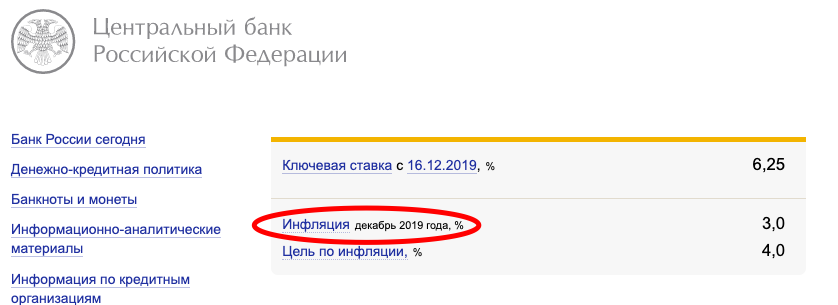 Центральный банк
Российской Федерации
Банк России сегодня
Денежно-кредитная политика
Банкноты и монеты
Информационно-аналитические
материалы
Информация по кредитным
организациям
Ключевая ставка с 16.12.2019, % 6,25
Инфляция декабрь 2019 года, % 3,0
Цель по инфляции, % 4,0